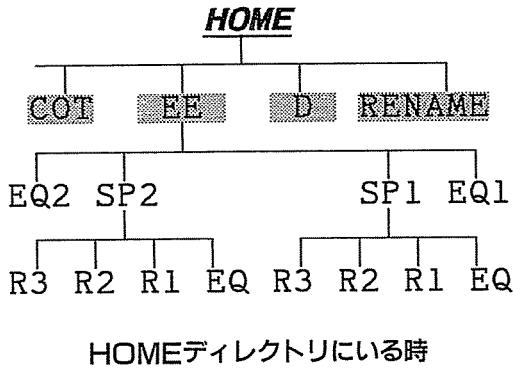 HOME
COT EE D RENAME
EQ2 SP2 SP1 EQ1
R3 R2 R1 EQ R3 R2 R1 EQ
HOMEディレクトリにいる時